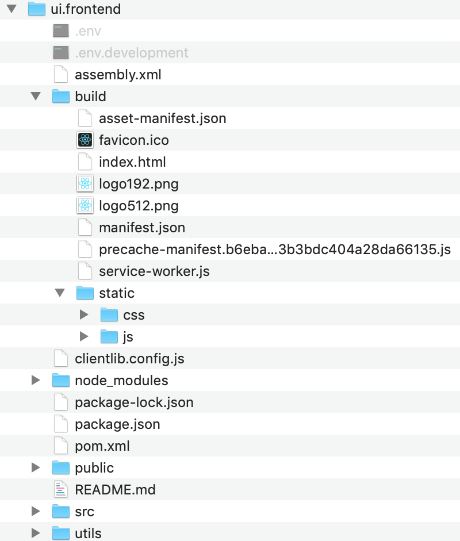 ui.frontend
.env
.env.development
assembly.xml
build
asset-manifest.json
favicon.ico
index.html
logo192.png
logo512.png
manifest.json
precache-manifest.b6eba...3b3bdc404a28da66135.js
service-worker.js
static
css
js
clientlib.config.js
node_modules
package-lock.json
package.json
pom.xml
public
README.md
src
utils